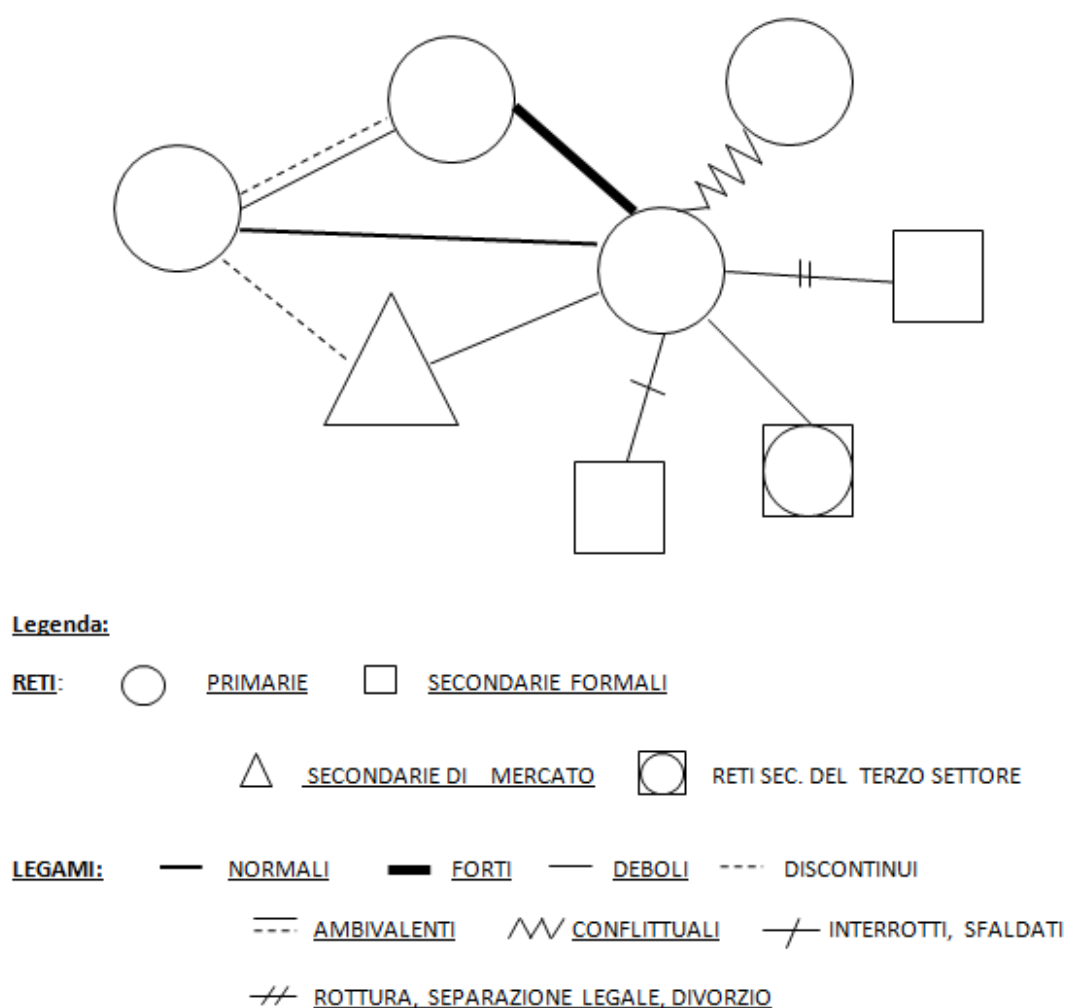 Legenda:
RETI: PRIMARIE SECONDARIE FORMALI
SECONDARIE DI MERCATO RETI SEC. DEL TERZO SETTORE
LEGAMI: NORMALI FORTI DEBOLI DISCONTINUI
AMBIVALENTI CONFLITTUALI INTERROTTI, SFALDATI
ROTTURA, SEPARAZIONE LEGALE, DIVORZIO